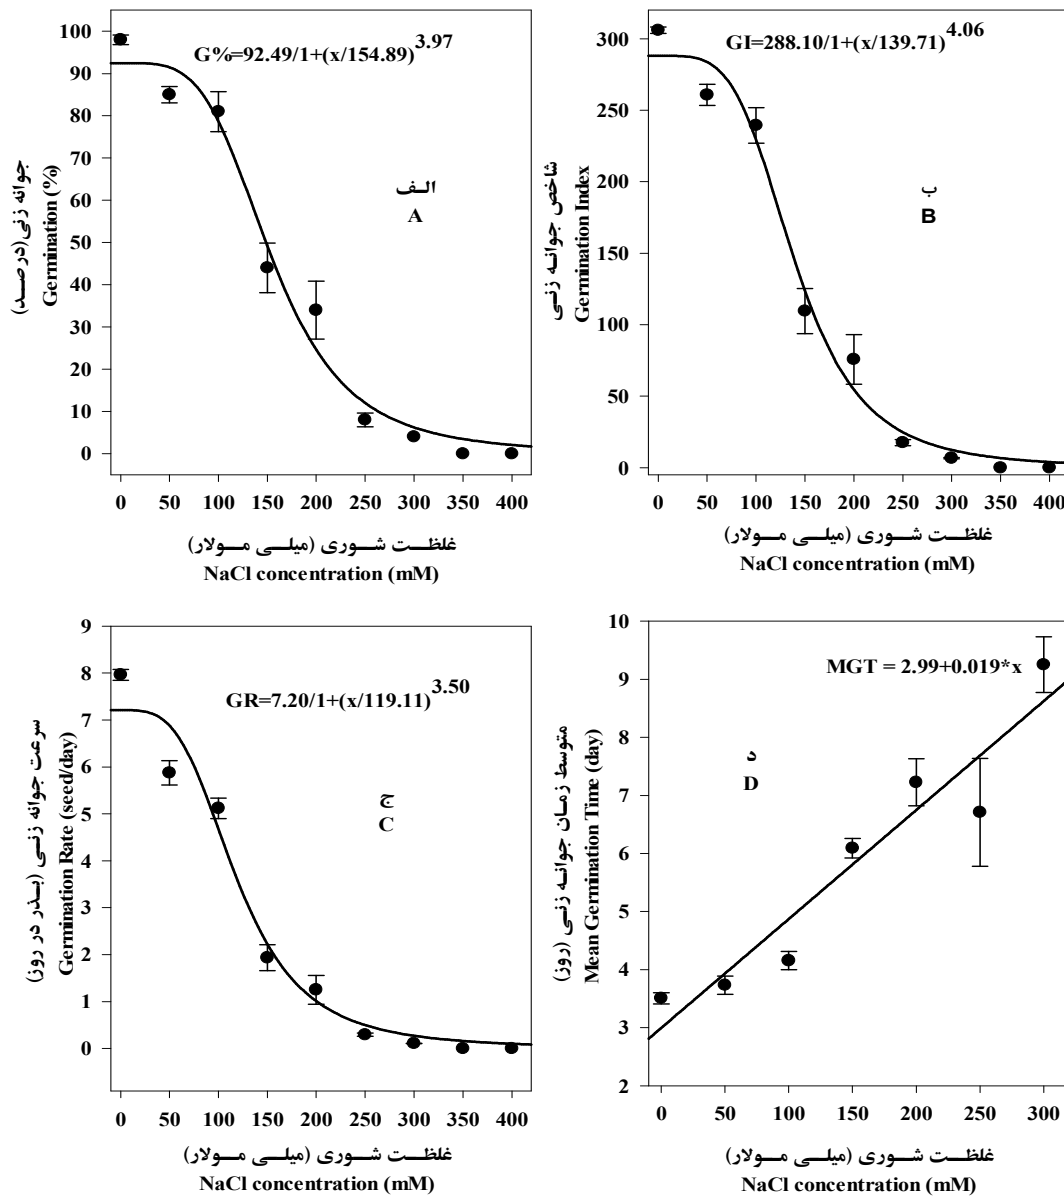 G%=92.49/1+(x/154.89)^3.97
100
90
80
70
60
50
40
30
20
10
0
جوانه زنی (درصد)
Germination (%)
الف
A
0 50 100 150 200 250 300 350 400
غلظت شوری (میلی مولار)
NaCl concentration (mM)
GI=288.10/1+(x/139.71)^4.06
300
250
200
150
100
50
0
شاخص جوانه زنی
Germination Index
ب
B
0 50 100 150 200 250 300 350 400
غلظت شوری (میلی مولار)
NaCl concentration (mM)
GR=7.20/1+(x/119.11)^3.50
9
8
7
6
5
4
3
2
1
0
سرعت جوانه زنی (بذر در روز)
Germination Rate (seed/day)
ج
C
0 50 100 150 200 250 300 350 400
غلظت شوری (میلی مولار)
NaCl concentration (mM)
MGT = 2.99+0.019*x
10
9
8
7
6
5
4
3
2
متوسط زمان جوانه زنی (روز)
Mean Germination Time (day)
د
D
0 50 100 150 200 250 300
غلظت شوری (میلی مولار)
NaCl concentration (mM)